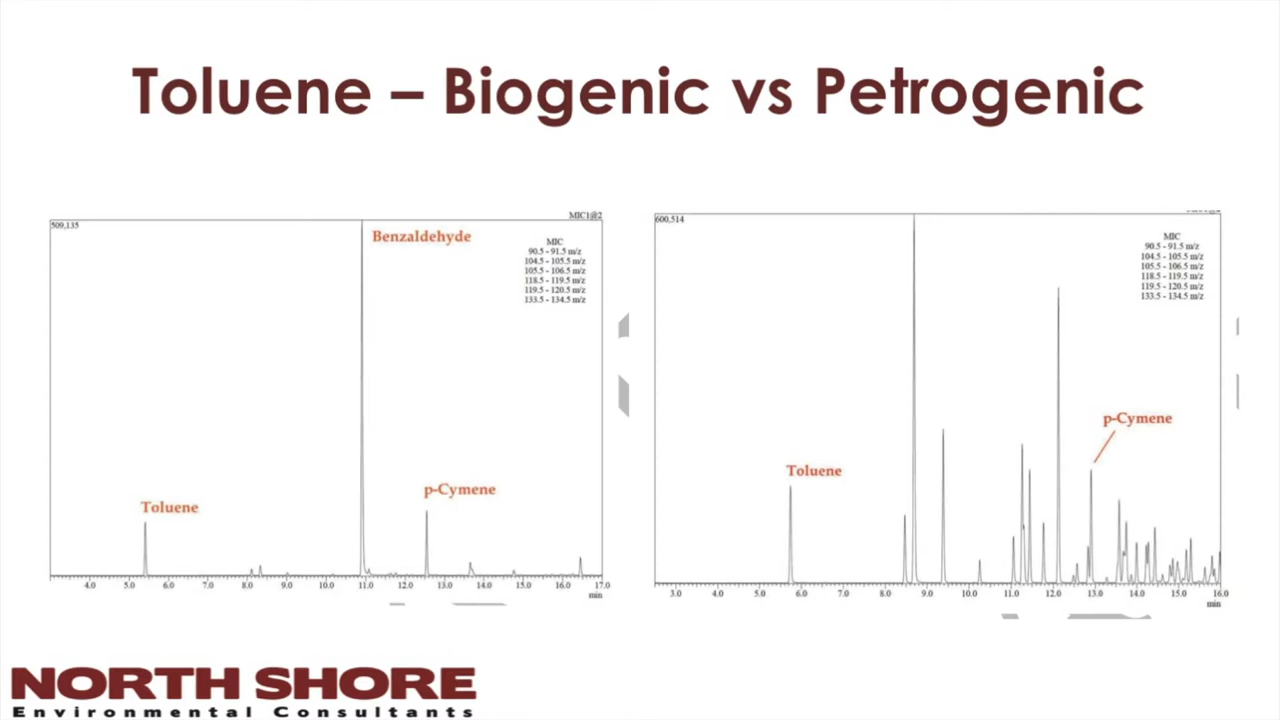 Toluene – Biogenic vs Petrogenic
MIC1@2
509,135
Benzaldehyde
MIC
90.5 - 91.5 m/z
104.5 - 105.5 m/z
105.5 - 106.5 m/z
118.5 - 119.5 m/z
119.5 - 120.5 m/z
133.5 - 134.5 m/z
p-Cymene
Toluene
4.0 5.0 6.0 7.0 8.0 9.0 10.0 11.0 12.0 13.0 14.0 15.0 16.0 17.0
min
600,514
MIC
90.5 - 91.5 m/z
104.5 - 105.5 m/z
105.5 - 106.5 m/z
118.5 - 119.5 m/z
119.5 - 120.5 m/z
133.5 - 134.5 m/z
p-Cymene
Toluene
3.0 4.0 5.0 6.0 7.0 8.0 9.0 10.0 11.0 12.0 13.0 14.0 15.0 16.0
min
NORTH SHORE
Environmental Consultants